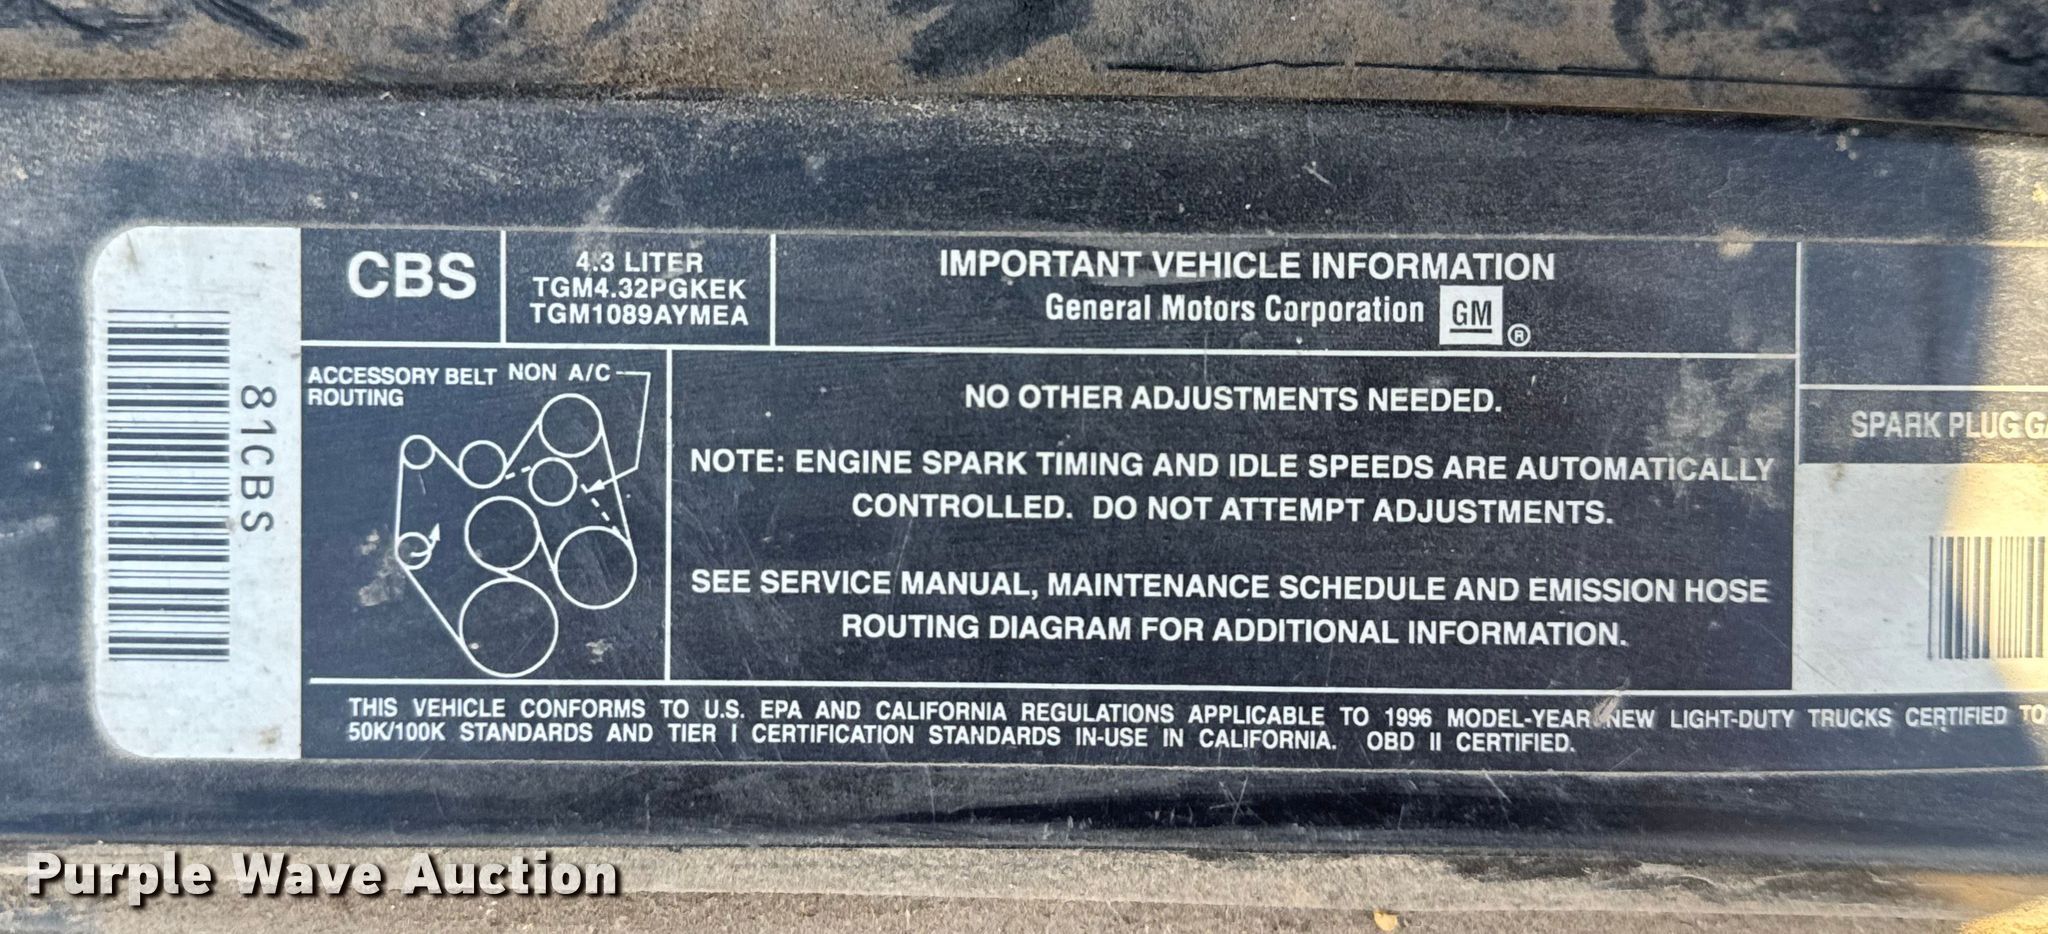 81CBS
CBS
4.3 LITER
TGM4.32PGKEK
TGM1089AYMEA
IMPORTANT VEHICLE INFORMATION
General Motors Corporation GM ®
ACCESSORY BELT NON A/C
ROUTING
NO OTHER ADJUSTMENTS NEEDED.
NOTE: ENGINE SPARK TIMING AND IDLE SPEEDS ARE AUTOMATICALLY
CONTROLLED. DO NOT ATTEMPT ADJUSTMENTS.
SEE SERVICE MANUAL, MAINTENANCE SCHEDULE AND EMISSION HOSE
ROUTING DIAGRAM FOR ADDITIONAL INFORMATION.
SPARK PLUG
THIS VEHICLE CONFORMS TO U.S. EPA AND CALIFORNIA REGULATIONS APPLICABLE TO 1996 MODEL-YEAR NEW LIGHT-DUTY TRUCKS CERTIFIED TO
50K/100K STANDARDS AND TIER I CERTIFICATION STANDARDS IN-USE IN CALIFORNIA. OBD II CERTIFIED.
Purple Wave Auction